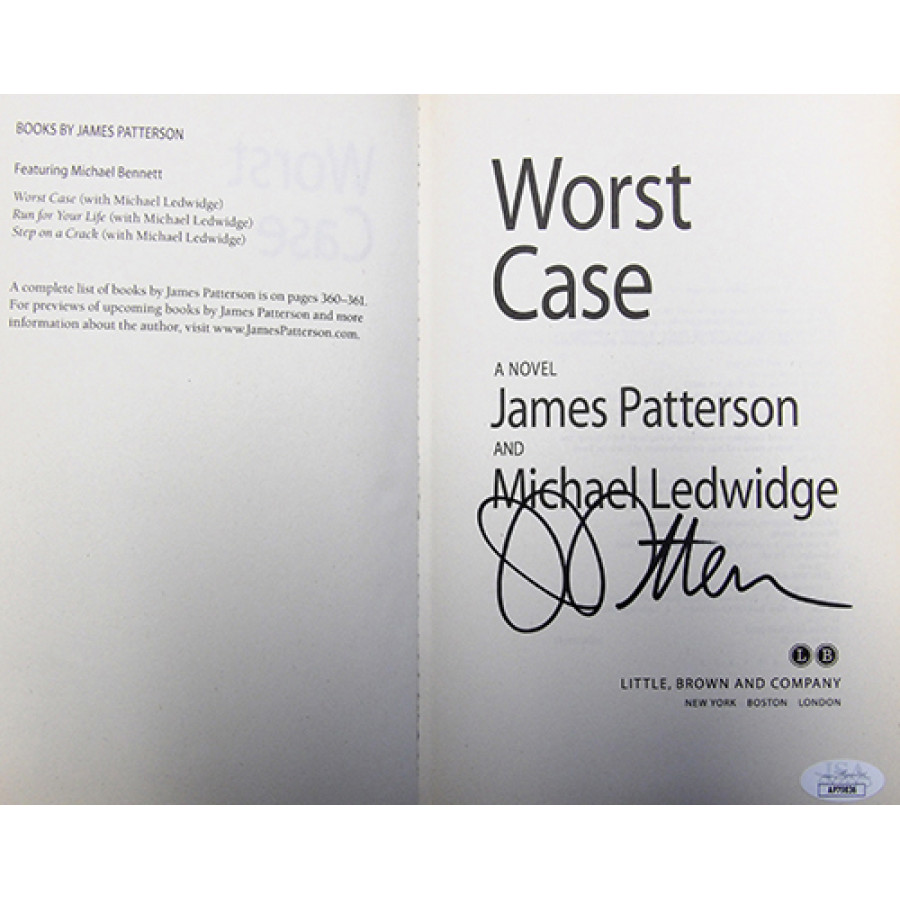 BOOKS BY JAMES PATTERSON
Featuring Michael Bennett
Worst Case (with Michael Ledwidge)
Run for Your Life (with Michael Ledwidge)
Step on a Crack (with Michael Ledwidge)
A complete list of books by James Patterson is on pages 360–361.
For previews of upcoming books by James Patterson and more
information about the author, visit www.JamesPatterson.com.
Worst
Case
A NOVEL
James Patterson
AND
Michael Ledwidge
L B
LITTLE, BROWN AND COMPANY
NEW YORK BOSTON LONDON
JSA